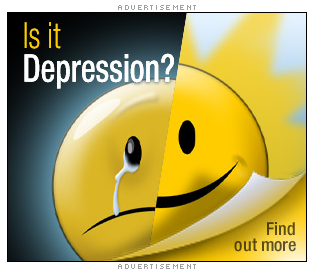 ADVERTISEMENT
Is it
Depression?
Find
out more
ADVERTISEMENT